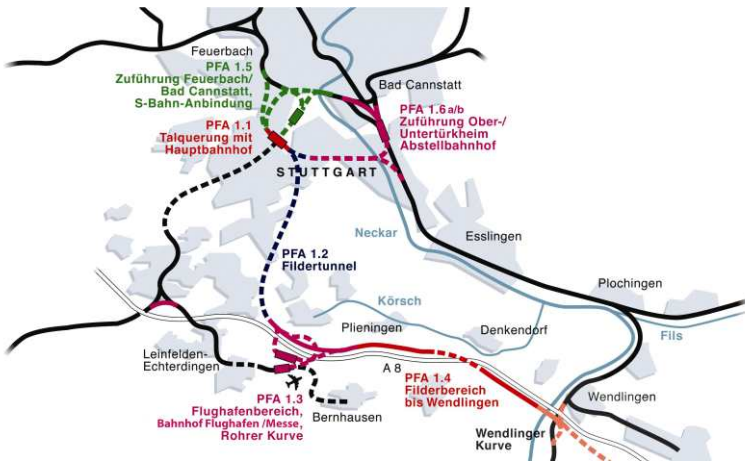 Feuerbach
PFA 1.5
Zuführung Feuerbach/
Bad Cannstatt,
S-Bahn-Anbindung
Bad Cannstatt
PFA 1.6 a/b
Zuführung Ober-/
Untertürkheim
Abstellbahnhof
PFA 1.1
Talquerung mit
Hauptbahnhof
STUTTGART
Neckar
Esslingen
PFA 1.2
Fildertunnel
Plochingen
Körsch
Fils
Plieningen
Denkendorf
Leinfelden-
Echterdingen
A 8
PFA 1.4
Filderbereich
bis Wendlingen
Wendlingen
PFA 1.3
Flughafenbereich,
Bahnhof Flughafen /Messe,
Rohrer Kurve
Bernhausen
Wendlinger
Kurve